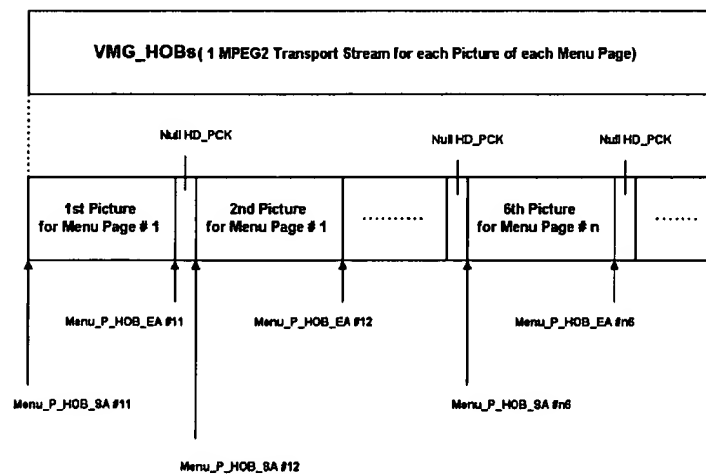 VMG_HOBs( 1 MPEG2 Transport Stream for each Picture of each Menu Page)
Null HD_PCK
Null HD_PCK
Null HD_PCK
1st Picture
for Menu Page # 1
2nd Picture
for Menu Page # 1
.........
6th Picture
for Menu Page # n
......
Menu_P_HOB_EA #11
Menu_P_HOB_EA #12
Menu_P_HOB_EA #n6
Menu_P_HOB_SA #11
Menu_P_HOB_SA #n6
Menu_P_HOB_SA #12